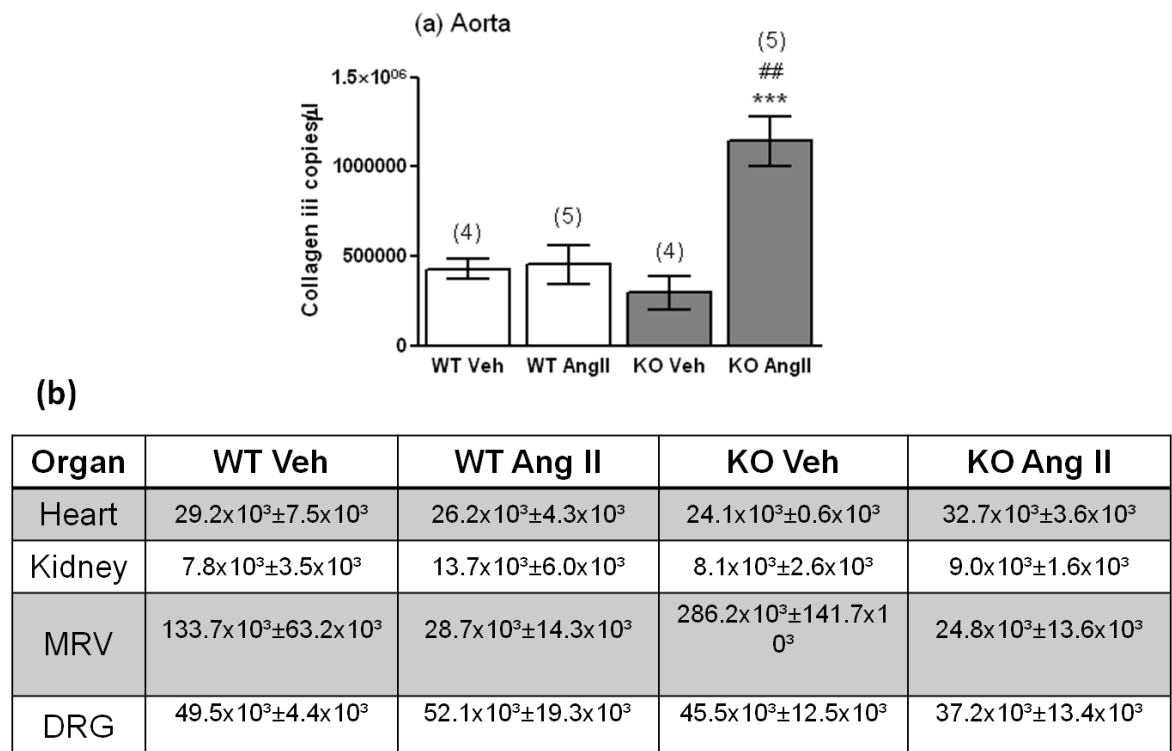 (a) Aorta
Collagen iii copies/µl
1.5×10⁰⁶
1000000
500000
0
(4)
(5)
(4)
(5)
##
***
WT Veh WT AngII KO Veh KO AngII
(b)
Organ WT Veh WT Ang II KO Veh KO Ang II
Heart 29.2x10³±7.5x10³ 26.2x10³±4.3x10³ 24.1x10³±0.6x10³ 32.7x10³±3.6x10³
Kidney 7.8x10³±3.5x10³ 13.7x10³±6.0x10³ 8.1x10³±2.6x10³ 9.0x10³±1.6x10³
MRV 133.7x10³±63.2x10³ 28.7x10³±14.3x10³ 286.2x10³±141.7x1
0³ 24.8x10³±13.6x10³
DRG 49.5x10³±4.4x10³ 52.1x10³±19.3x10³ 45.5x10³±12.5x10³ 37.2x10³±13.4x10³